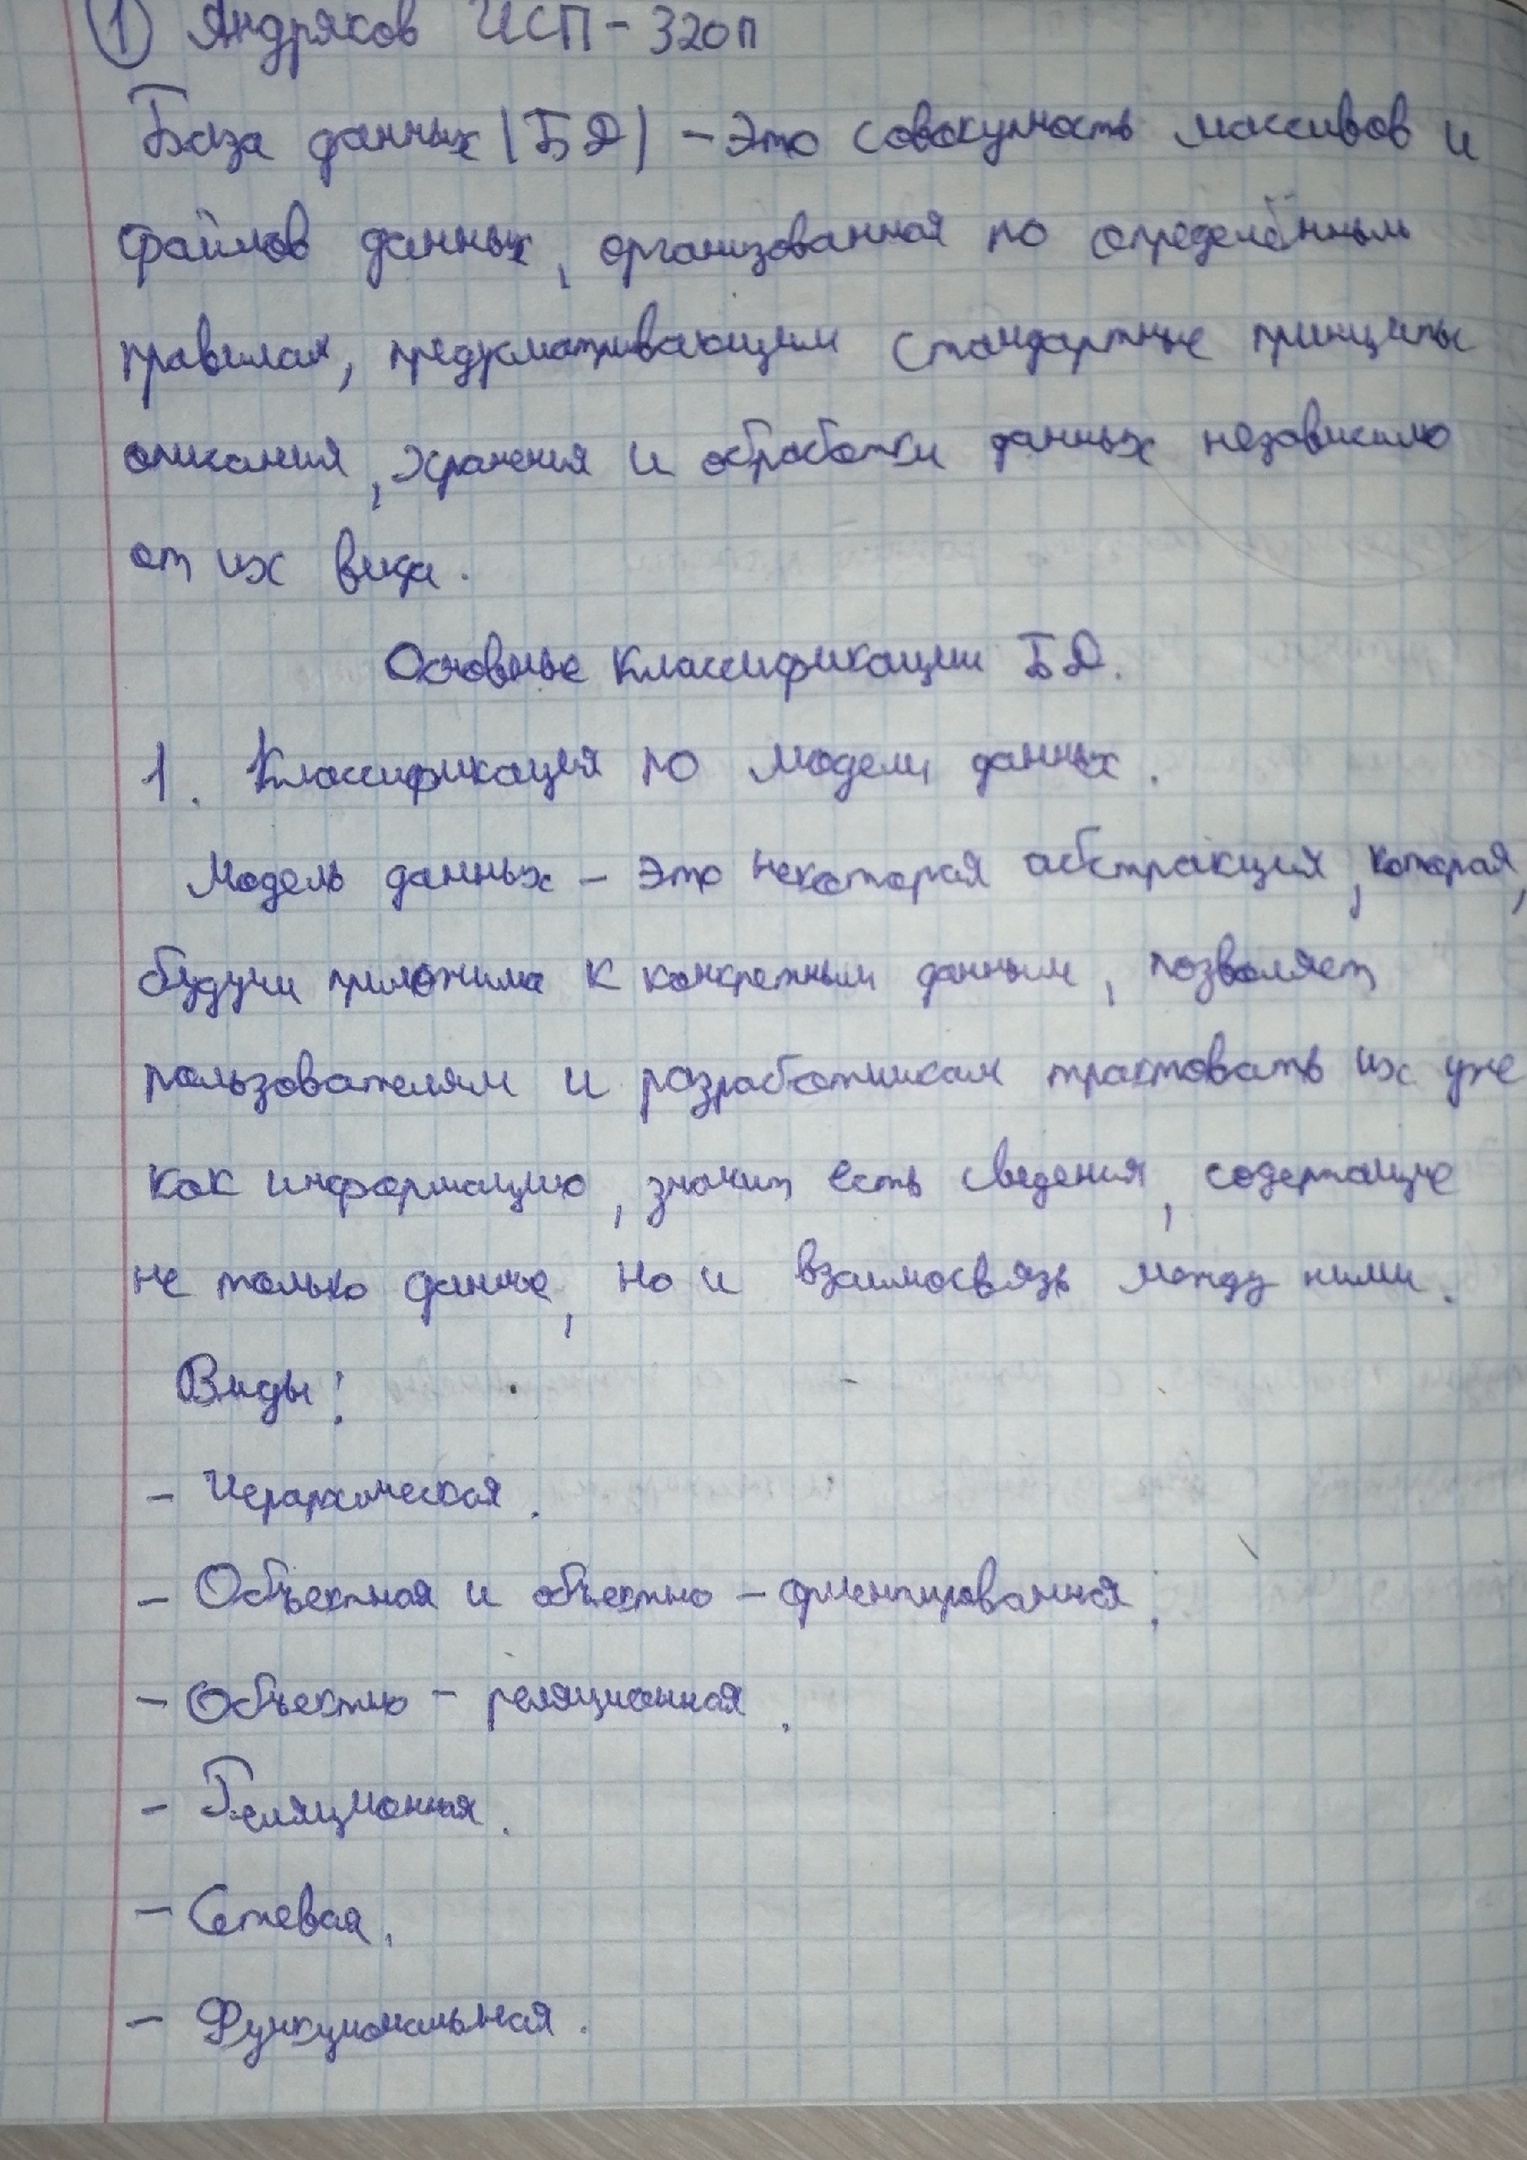 1 Андряков ИСП - 320п
База данных (БД) - это совокупность массивов и
файлов данных, организованная по определённым
правилам, предусматривающим стандартные принципы
описания, хранения и обработки данных независимо
от их вида.
Основные классификации БД.
1. Классификация по модели данных.
Модель данных - это некоторая абстракция, которая,
будучи приложима к конкретным данным, позволяет
пользователям и разработчикам трактовать их уже
как информацию, значит есть сведения, содержащие
не только данные, но и взаимосвязь между ними.
Виды:
- Иерархическая.
- Объектная и объектно - ориентированная.
- Объектно - реляционная.
- Реляционная.
- Сетевая.
- Функциональная.